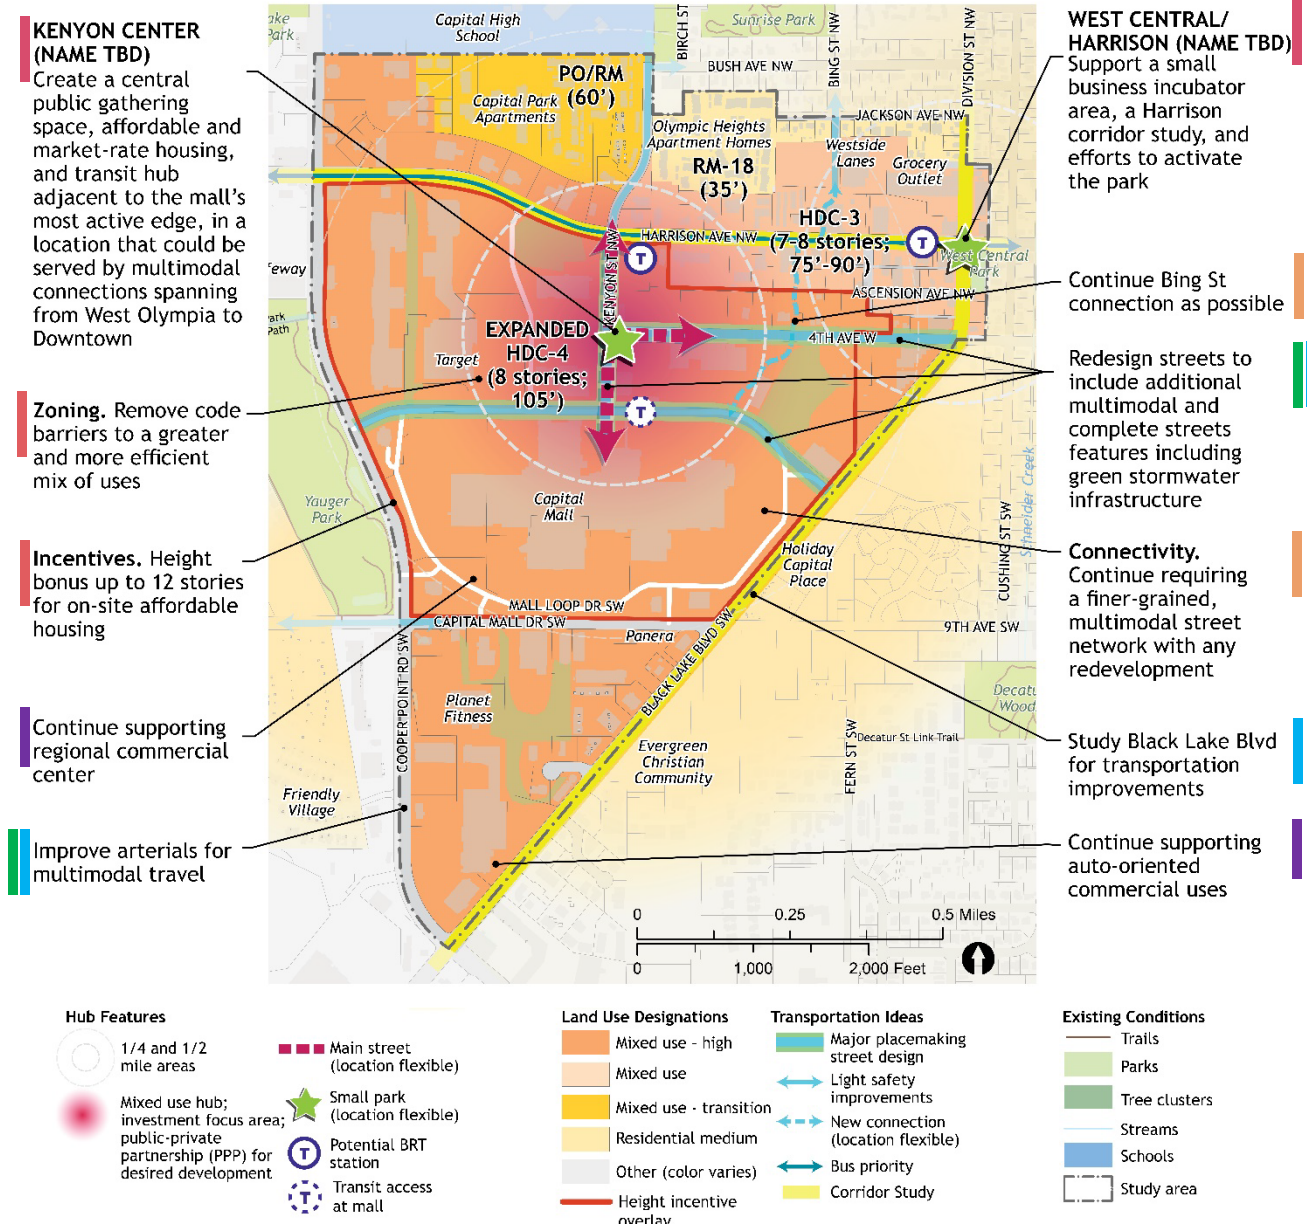 KENYON CENTER
(NAME TBD)
Create a central
public gathering
space, affordable and
market-rate housing,
and transit hub
adjacent to the mall's
most active edge, in a
location that could be
served by multimodal
connections spanning
from West Olympia to
Downtown
Zoning. Remove code
barriers to a greater
and more efficient
mix of uses
Incentives. Height
bonus up to 12 stories
for on-site affordable
housing
Continue supporting
regional commercial
center
Improve arterials for
multimodal travel
Capital High
School
BIRCH ST
Sunrise Park
BING ST NW
DIVISION ST NW
BUSH AVE NW
PO/RM
(60')
Capital Park
Apartments
Olympic Heights
Apartment Homes
RM-18
(35')
JACKSON AVE NW
Westside
Lanes
Grocery
Outlet
HDC-3
(7-8 stories;
75'-90')
HARRISON AVE NW
T
T
West Central
Park
KENYON ST NW
ASCENSION AVE NW
EXPANDED
HDC-4
(8 stories;
105')
4TH AVE W
Target
T
Park
Path
Yauger
Park
Capital
Mall
Holiday
Capital
Place
CUSHING ST SW
Schneider Creek
MALL LOOP DR SW
CAPITAL MALL DR SW
Panera
9TH AVE SW
COOPER POINT RD SW
BLACK LAKE BLVD SW
Planet
Fitness
Evergreen
Christian
Community
FERN ST SW
Decatur St Link Trail
Friendly
Village
0 0.25 0.5 Miles
0 1,000 2,000 Feet
WEST CENTRAL/
HARRISON (NAME TBD)
Support a small
business incubator
area, a Harrison
corridor study, and
efforts to activate
the park
Continue Bing St
connection as possible
Redesign streets to
include additional
multimodal and
complete streets
features including
green stormwater
infrastructure
Connectivity.
Continue requiring
a finer-grained,
multimodal street
network with any
redevelopment
Study Black Lake Blvd
for transportation
improvements
Continue supporting
auto-oriented
commercial uses
Hub Features
1/4 and 1/2
mile areas
Mixed use hub;
investment focus area;
public-private
partnership (PPP) for
desired development
Main street
(location flexible)
Small park
(location flexible)
T
Potential BRT
station
T
Transit access
at mall
Land Use Designations
Mixed use - high
Mixed use
Mixed use - transition
Residential medium
Other (color varies)
Height incentive
overlay
Transportation Ideas
Major placemaking
street design
Light safety
improvements
New connection
(location flexible)
Bus priority
Corridor Study
Existing Conditions
Trails
Parks
Tree clusters
Streams
Schools
Study area